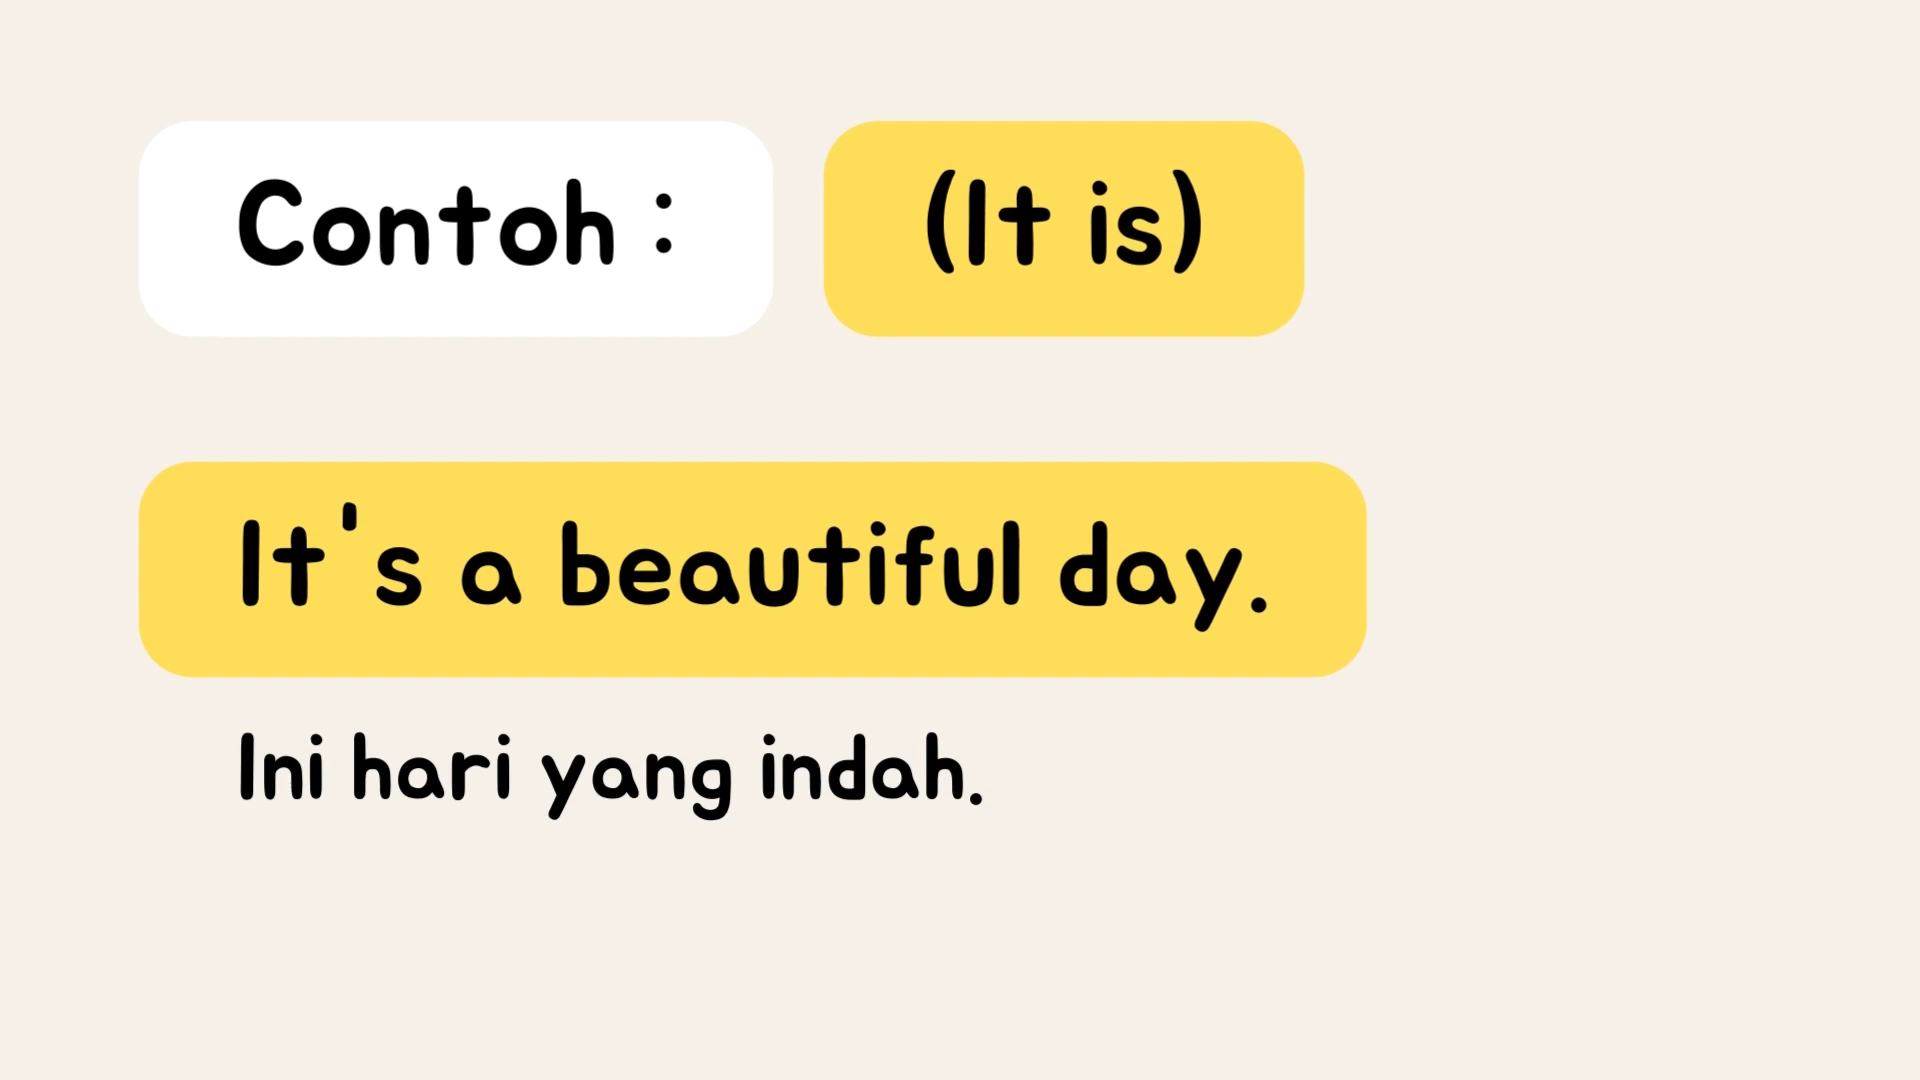 Contoh : (It is)
It's a beautiful day.
Ini hari yang indah.